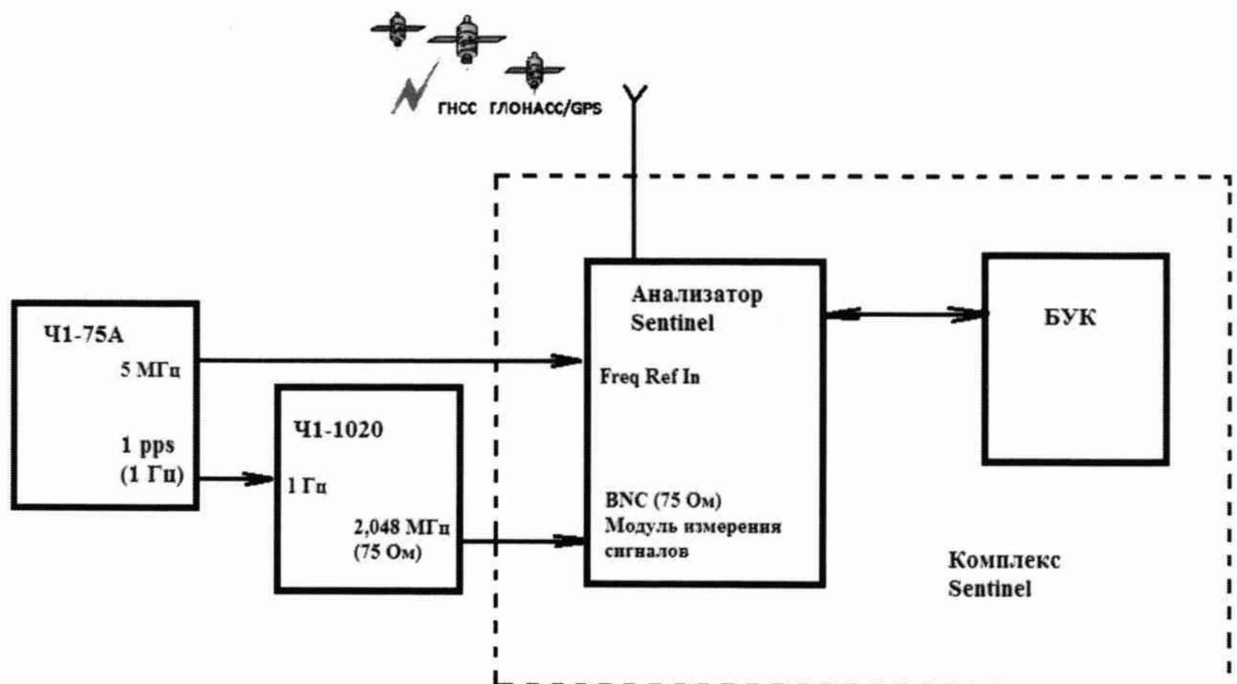 ГНСС ГЛОНАСС/GPS
Ч1-75А
5 МГц
1 pps
(1 Гц)
Ч1-1020
1 Гц
2,048 МГц
(75 Ом)
Анализатор
Sentinel
Freq Ref In
BNC (75 Ом)
Модуль измерения
сигналов
БУК
Комплекс
Sentinel